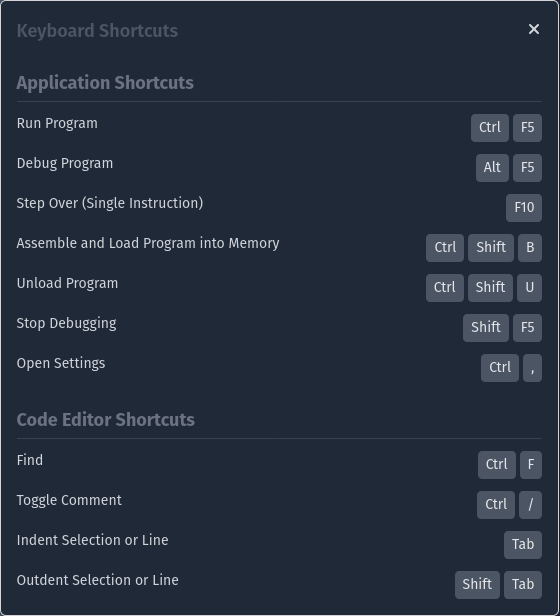 Keyboard Shortcuts ×
Application Shortcuts
Run Program Ctrl F5
Debug Program Alt F5
Step Over (Single Instruction) F10
Assemble and Load Program into Memory Ctrl Shift B
Unload Program Ctrl Shift U
Stop Debugging Shift F5
Open Settings Ctrl ,
Code Editor Shortcuts
Find Ctrl F
Toggle Comment Ctrl /
Indent Selection or Line Tab
Outdent Selection or Line Shift Tab